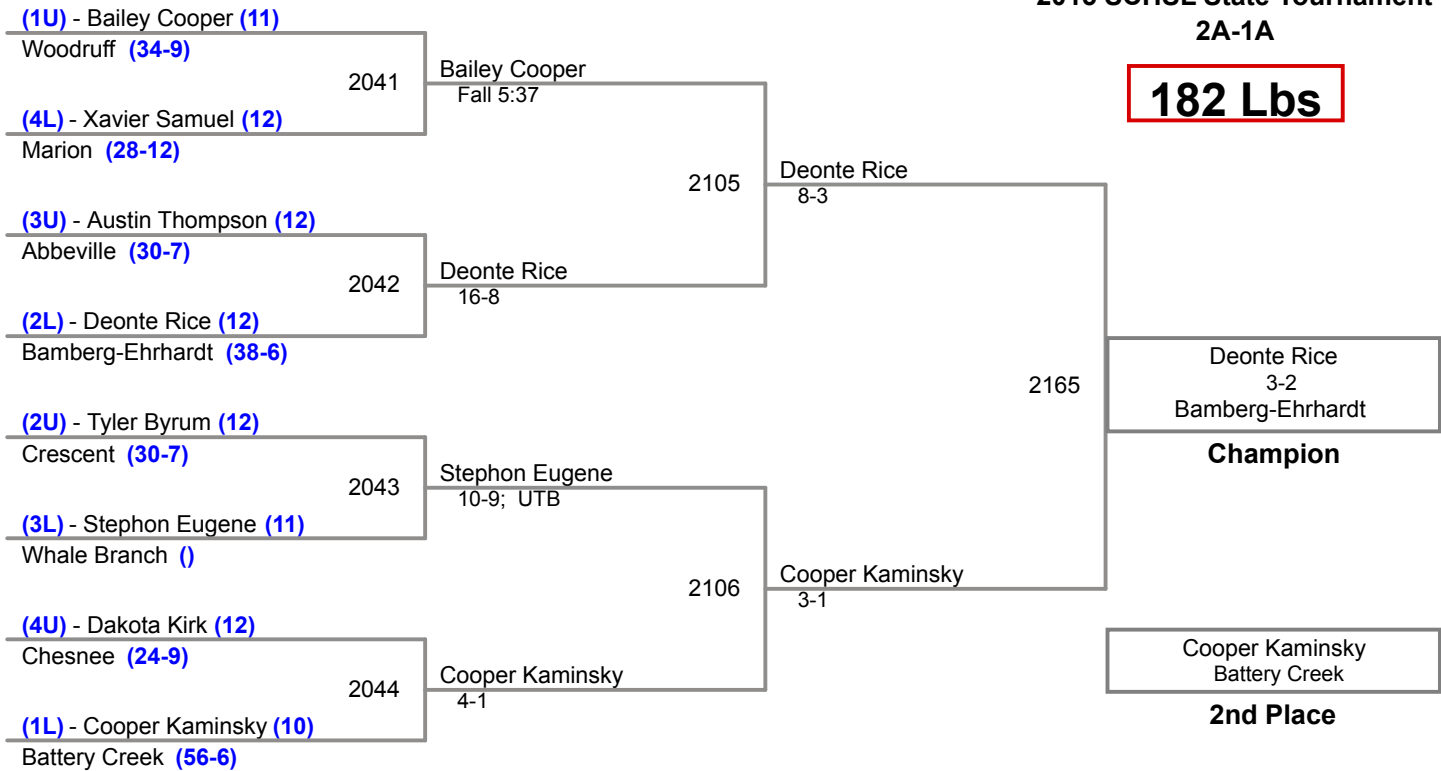 SCHSL State Tournament
2A-1A
182 Lbs
(1U) - Bailey Cooper (11)
Woodruff (34-9)
2041
(4L) - Xavier Samuel (12)
Marion (28-12)
Bailey Cooper
Fall 5:37
(3U) - Austin Thompson (12)
Abbeville (30-7)
2042
(2L) - Deonte Rice (12)
Bamberg-Ehrhardt (38-6)
Deonte Rice
16-8
2105
Deonte Rice
8-3
(2U) - Tyler Byrum (12)
Crescent (30-7)
2043
(3L) - Stephon Eugene (11)
Whale Branch ()
Stephon Eugene
10-9; UTB
(4U) - Dakota Kirk (12)
Chesnee (24-9)
2044
(1L) - Cooper Kaminsky (10)
Battery Creek (56-6)
Cooper Kaminsky
4-1
2106
Cooper Kaminsky
3-1
2165
Deonte Rice
3-2
Bamberg-Ehrhardt
Champion
Cooper Kaminsky
Battery Creek
2nd Place